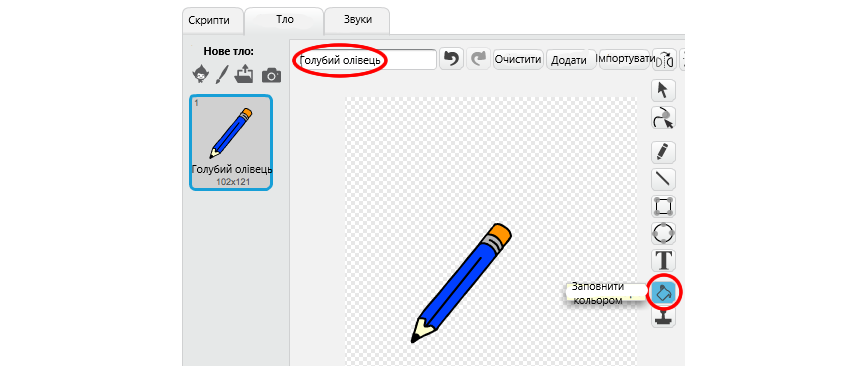 Скрипти
Тло
Звуки
Нове тло:
Голубий олівець
Очистити
Додати
Імпортувати
1
Голубий олівець
102x121
T
Заповнити
кольором